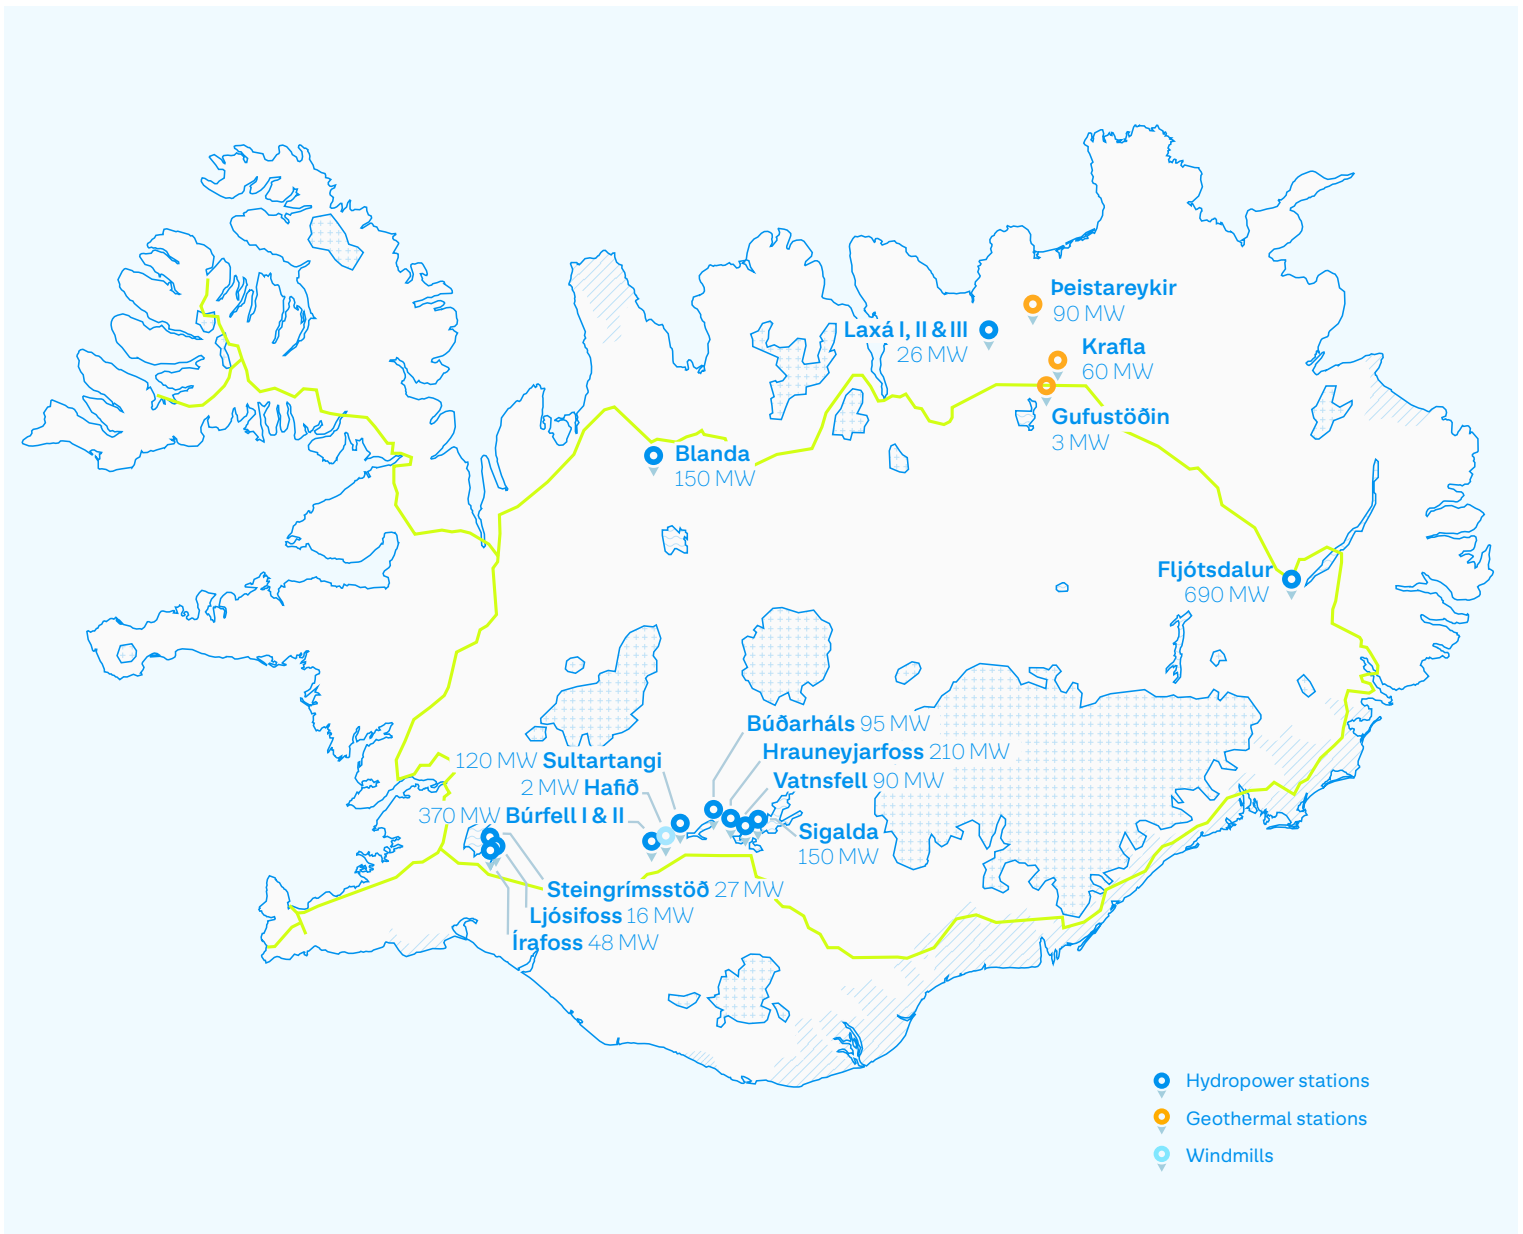 Þeistareykir
90 MW
Laxá I, II & III
26 MW
Krafla
60 MW
Gufustöðin
3 MW
Blanda
150 MW
Fljótsdalur
690 MW
Búðarháls 95 MW
Hrauneyjarfoss 210 MW
120 MW Sultartangi
Vatnsfell 90 MW
2 MW Hafið
370 MW Búrfell I & II
Sigalda
150 MW
Steingrímsstöð 27 MW
Ljósifoss 16 MW
Írafoss 48 MW
Hydropower stations
Geothermal stations
Windmills